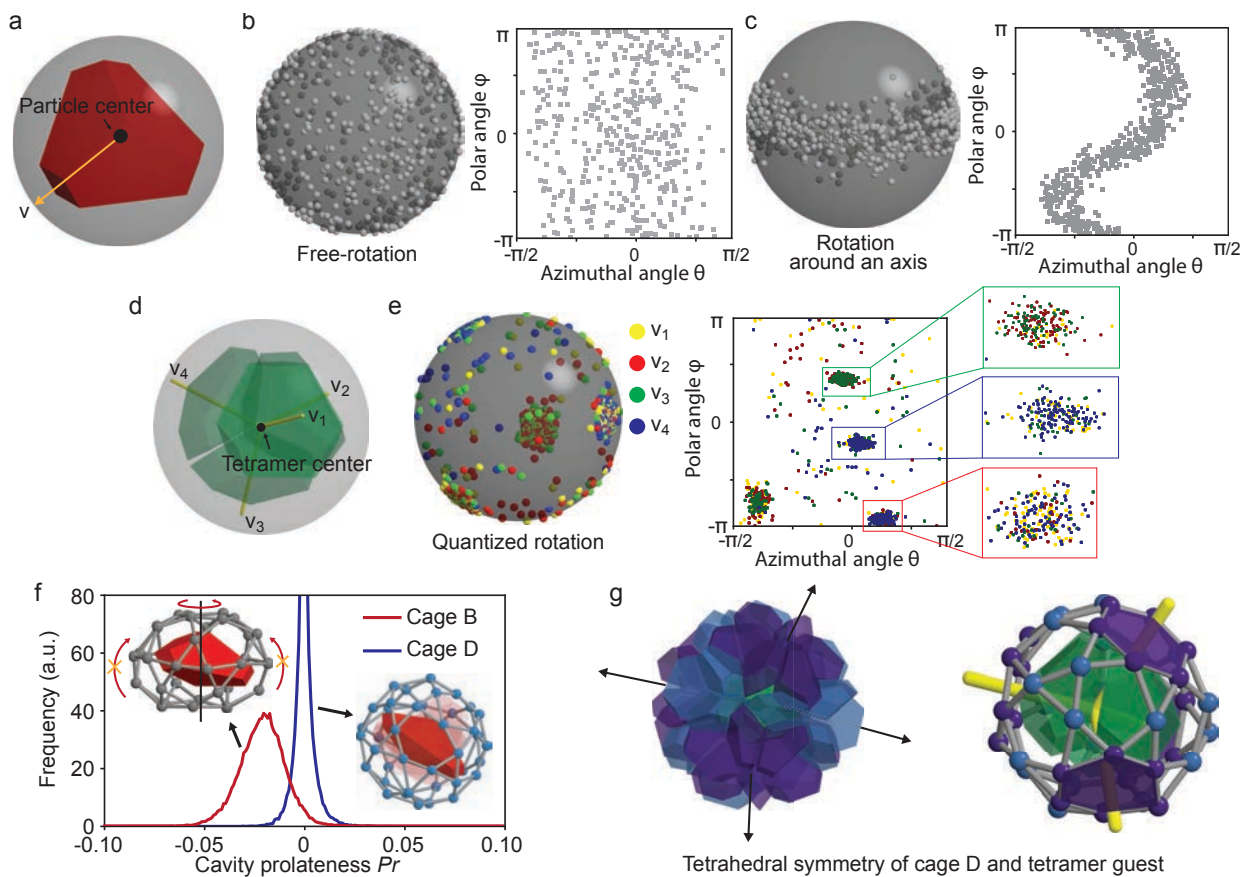 a
Particle center
v
b
Free-rotation
π
0
-π
Polar angle φ
-π/2
0
π/2
Azimuthal angle θ
c
Rotation
around an axis
π
0
-π
Polar angle φ
-π/2
0
π/2
Azimuthal angle θ
d
v4
v2
v1
Tetramer center
v3
e
v1
v2
v3
v4
Quantized rotation
π
0
-π
Polar angle φ
-π/2
0
π/2
Azimuthal angle θ
f
80
60
40
20
0
Frequency (a.u.)
Cage B
Cage D
-0.10
-0.05
0
0.05
0.10
Cavity prolateness Pr
g
Tetrahedral symmetry of cage D and tetramer guest